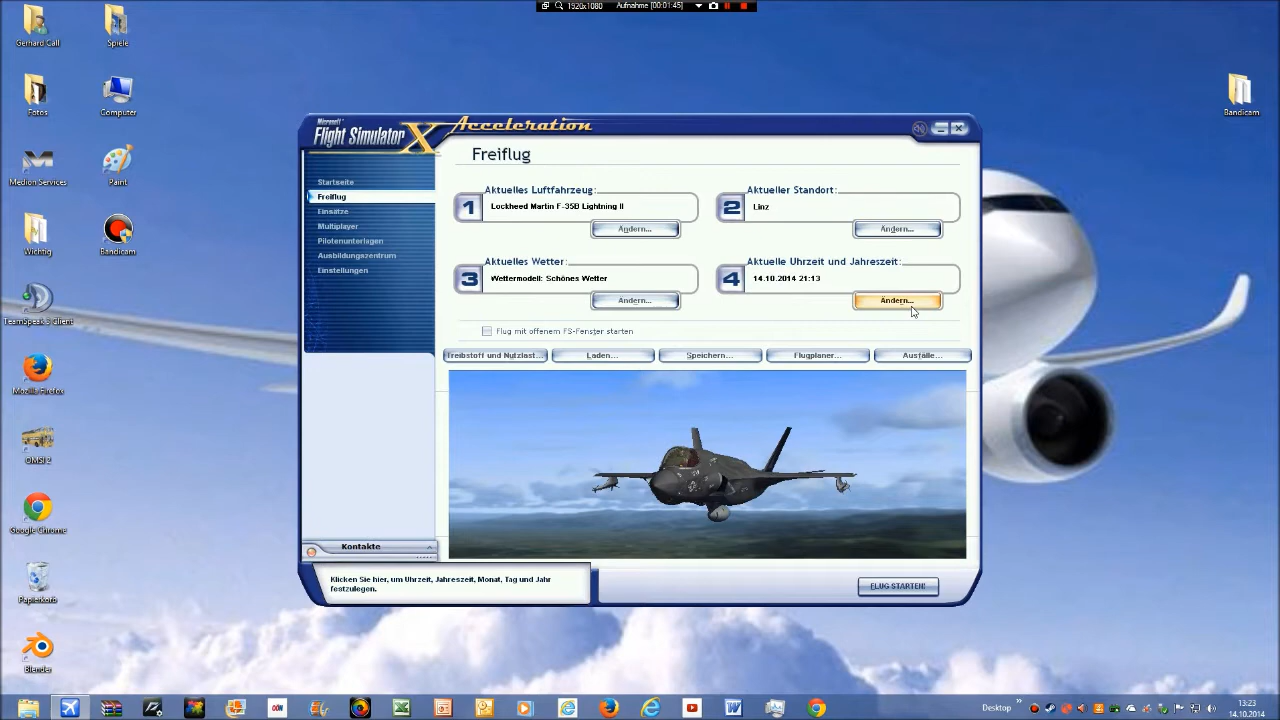 1920x1080 Aufnahme [00:01:45]
Gerhard Call
Spiele
Fotos
Computer
Paint
Wichtig
Bandicam
Mozilla Firefox
OMSI 2
Google Chrome
Papierkorb
Blender
Bandicam
Microsoft
Flight Simulator X Acceleration
Startseite
Freiflug
Einsätze
Multiplayer
Pilotenunterlagen
Ausbildungszentrum
Einstellungen
Kontakte
Freiflug
Aktuelles Luftfahrzeug:
1 Lockheed Martin F-35B Lightning II
Ändern...
Aktueller Standort:
2 Linz
Ändern...
Aktuelles Wetter:
3 Wettermodell: Schönes Wetter
Ändern...
Aktuelle Uhrzeit und Jahreszeit:
4 14.10.2014 21:13
Ändern...
Flug mit offenem FS-Fenster starten
Treibstoff und Nutzlast... Laden... Speichern... Flugplaner... Ausfälle...
Klicken Sie hier, um Uhrzeit, Jahreszeit, Monat, Tag und Jahr
festzulegen.
FLUG STARTEN!
Desktop
13:23
14.10.2014